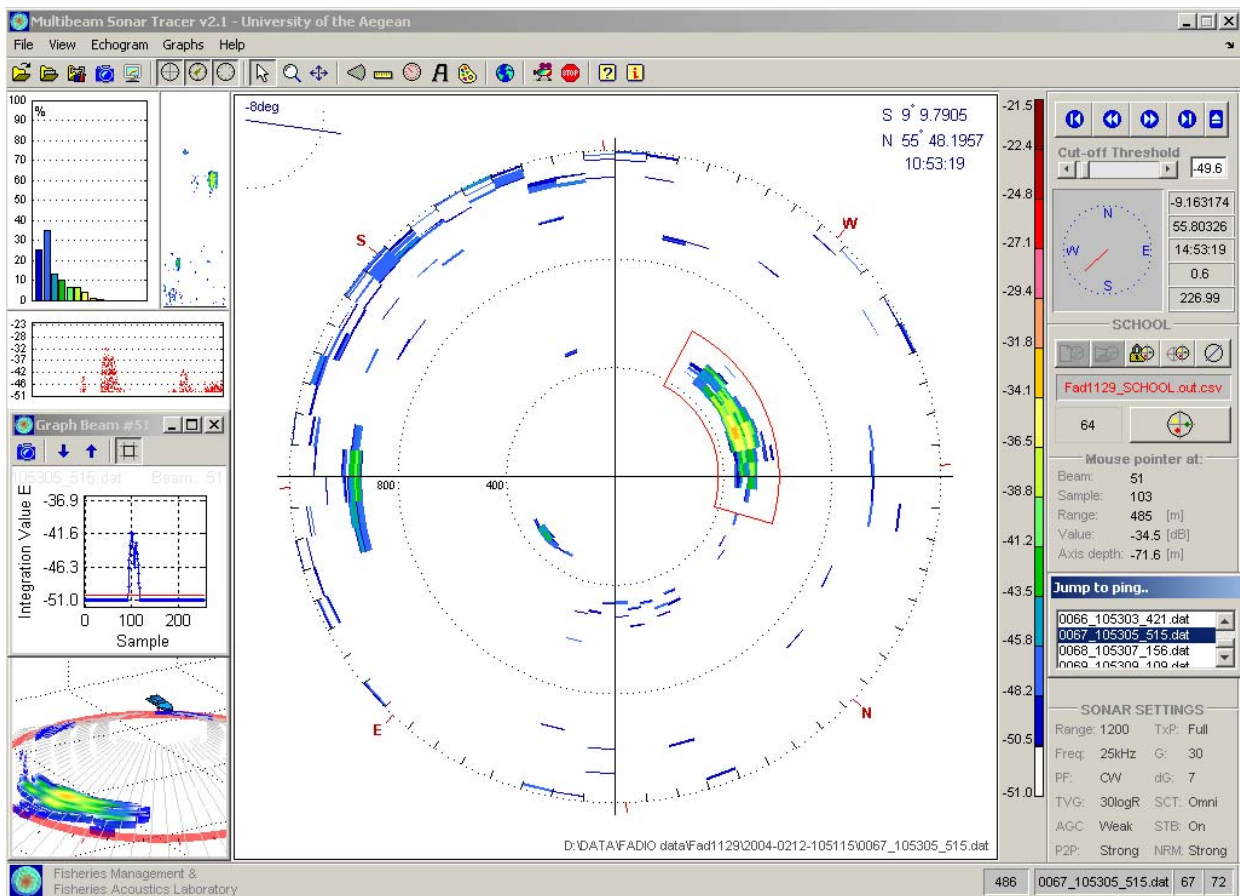 Multibeam Sonar Tracer v2.1 - University of the Aegean
File View Echogram Graphs Help
100
90
80
70
60
50
40
30
20
10
0
%
-23
-28
-33
-37
-42
-46
-51
Graph Beam #51
105305_515.dat Beam: 51
Integration Value E
-36.9
-41.6
-46.3
-51.0
0 100 200
Sample
-8deg
S 9° 9.7905
N 55° 48.1957
10:53:19
S
W
E
N
800
400
D:\DATA\FADIO data\Fad1129\2004-0212-105115\0067_105305_515.dat
-21.5
-22.4
-24.8
-27.1
-29.4
-31.8
-34.1
-36.5
-38.8
-41.2
-43.5
-45.8
-48.2
-50.5
-51.0
Cut-off Threshold
-49.6
N
W E
S
-9.163174
55.80326
14:53:19
0.6
226.99
SCHOOL
Fad1129_SCHOOL.out.csv
64
Mouse pointer at:
Beam: 51
Sample: 103
Range: 485 [m]
Value: -34.5 [dB]
Axis depth: -71.6 [m]
Jump to ping..
0066_105303_421.dat
0067_105305_515.dat
0068_105307_156.dat
0069_105309_109.dat
SONAR SETTINGS
Range: 1200 TxP: Full
Freq: 25kHz G: 30
PF: CW dG: 7
TVG: 30logR SCT: Omni
AGC Weak STB: On
P2P: Strong NRM: Strong
Fisheries Management &
Fisheries Acoustics Laboratory
486 0067_105305_515.dat 67 72